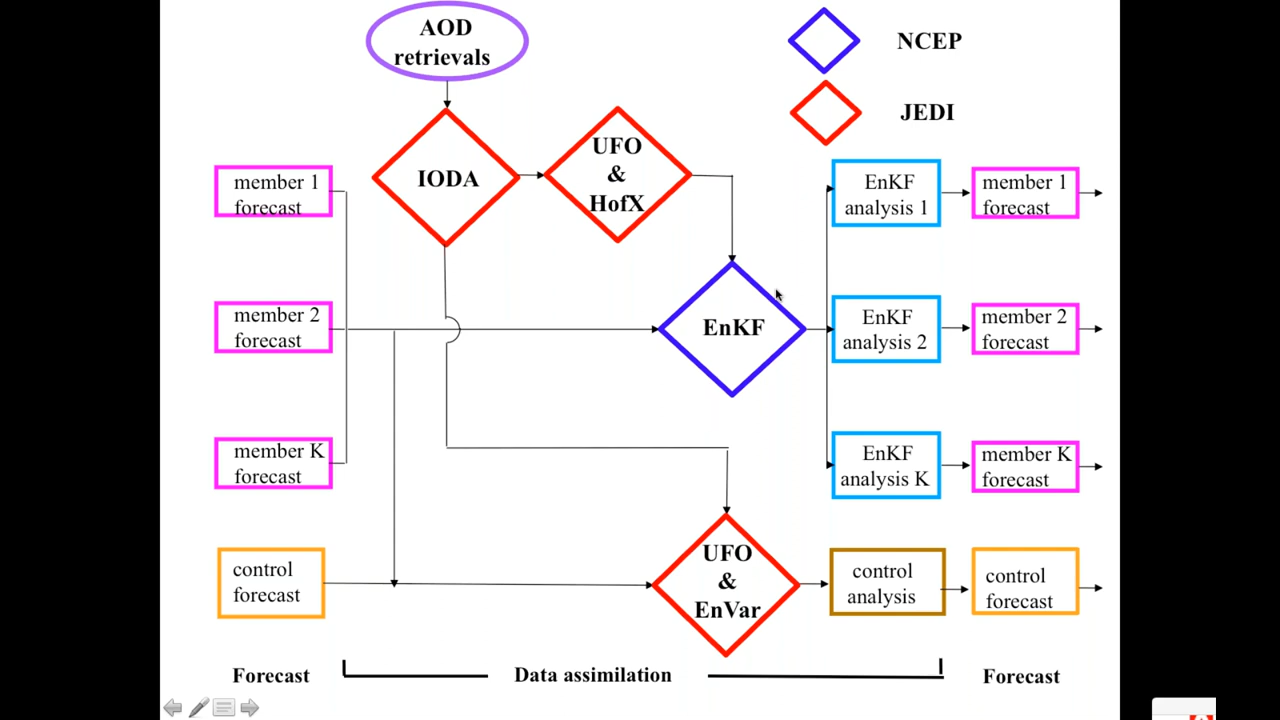 AOD
retrievals
NCEP
JEDI
IODA
UFO
&
HofX
member 1
forecast
EnKF
analysis 1
member 1
forecast
member 2
forecast
EnKF
EnKF
analysis 2
member 2
forecast
member K
forecast
EnKF
analysis K
member K
forecast
control
forecast
UFO
&
EnVar
control
analysis
control
forecast
Forecast
Data assimilation
Forecast